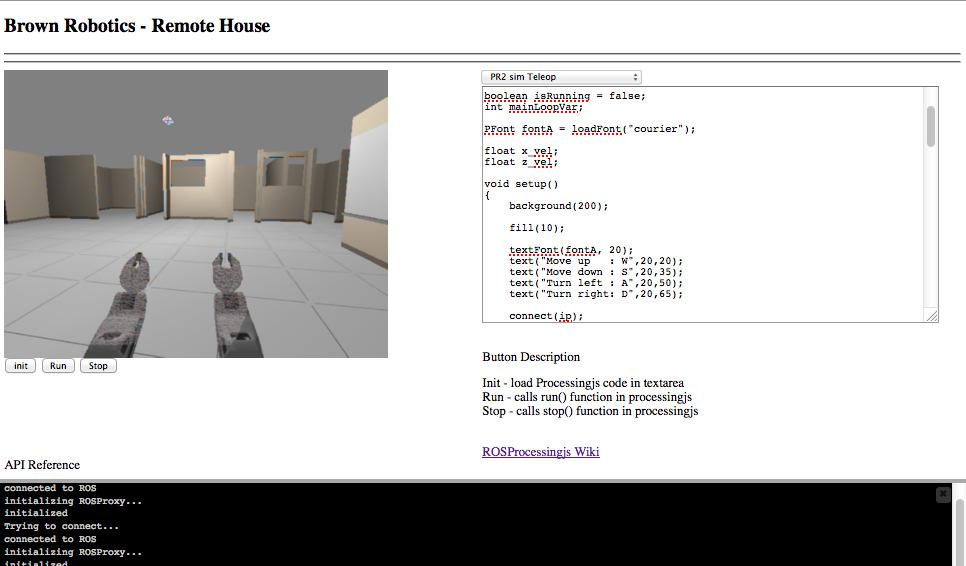 Brown Robotics - Remote House
init
Run
Stop
API Reference
PR2 sim Teleop
boolean isRunning = false;
int mainLoopVar;
PFont fontA = loadFont("courier");
float x_vel;
float z_vel;
void setup()
{
background(200);
fill(10);
textFont(fontA, 20);
text("Move up   : W",20,20);
text("Move down : S",20,35);
text("Turn left : A",20,50);
text("Turn right: D",20,65);
connect(ip);
Button Description
Init - load Processingjs code in textarea
Run - calls run() function in processingjs
Stop - calls stop() function in processingjs
ROSProcessingjs Wiki
connected to ROS
initializing ROSProxy...
initialized
Trying to connect...
connected to ROS
initializing ROSProxy...
initialized